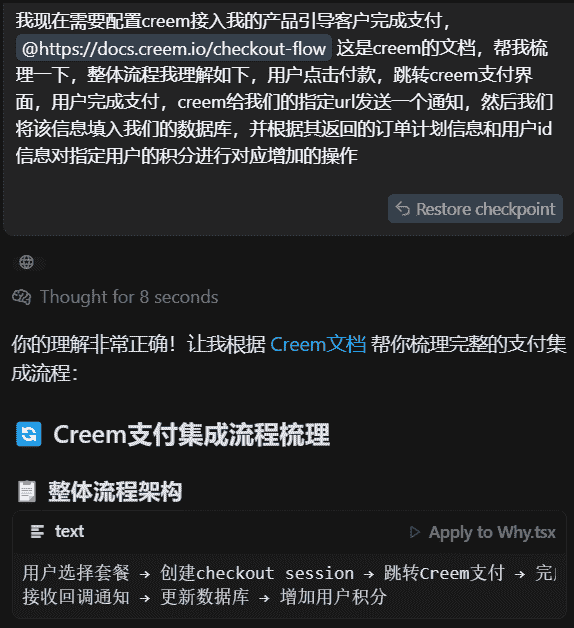 我现在需要配置creem接入我的产品引导客户完成支付，
@https://docs.creem.io/checkout-flow 这是creem的文档，帮我梳
理一下，整体流程我理解如下，用户点击付款，跳转creem支付界
面，用户完成支付，creem给我们的指定url发送一个通知，然后我们
将该信息填入我们的数据库，并根据其返回的订单计划信息和用户id
信息对指定用户的积分进行对应增加的操作
Restore checkpoint
Thought for 8 seconds
你的理解非常正确！让我根据 Creem文档 帮你梳理完整的支付集
成流程：
Creem支付集成流程梳理
整体流程架构
text
Apply to Why.tsx
用户选择套餐 → 创建checkout session → 跳转Creem支付 → 完
接收回调通知 → 更新数据库 → 增加用户积分